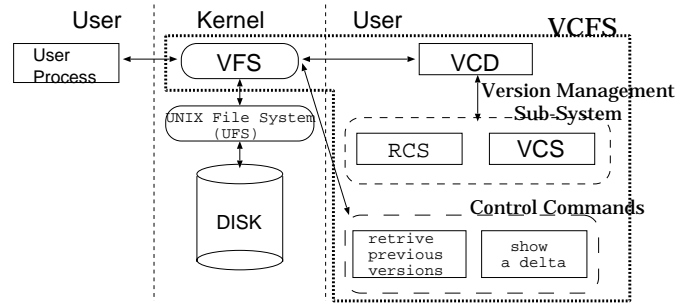 User
Kernel
User
VCFS
User
Process
VFS
VCD
Version Management
Sub-System
UNIX File System
(UFS)
RCS
VCS
DISK
Control Commands
retrive
previous
versions
show
a delta